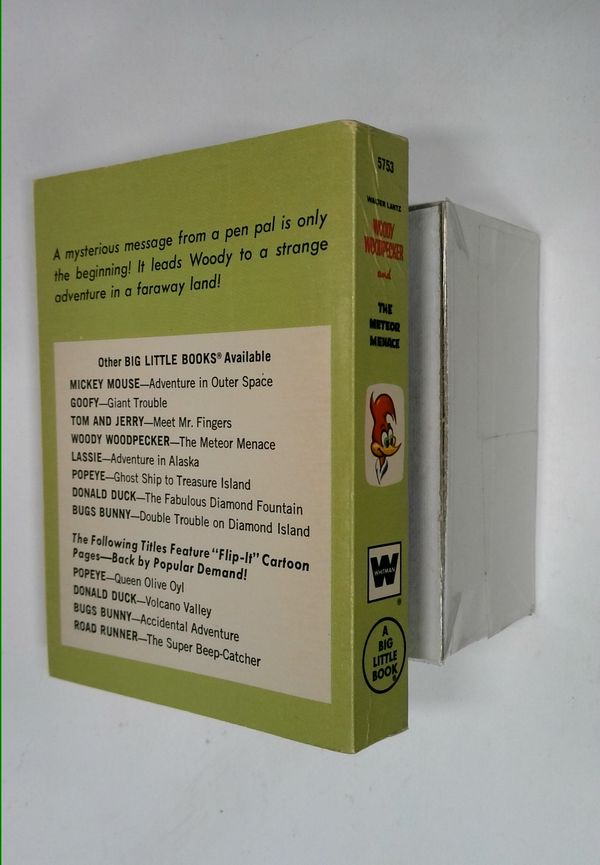 A mysterious message from a pen pal is only
the beginning! It leads Woody to a strange
adventure in a faraway land!
Other BIG LITTLE BOOKS® Available
MICKEY MOUSE—Adventure in Outer Space
GOOFY—Giant Trouble
TOM AND JERRY—Meet Mr. Fingers
WOODY WOODPECKER—The Meteor Menace
LASSIE—Adventure in Alaska
POPEYE—Ghost Ship to Treasure Island
DONALD DUCK—The Fabulous Diamond Fountain
BUGS BUNNY—Double Trouble on Diamond Island
The Following Titles Feature "Flip-It" Cartoon
Pages—Back by Popular Demand!
POPEYE—Queen Olive Oyl
DONALD DUCK—Volcano Valley
BUGS BUNNY—Accidental Adventure
ROAD RUNNER—The Super Beep-Catcher
5753
WALTER LANTZ
WOODY
WOODPECKER
and
THE
METEOR
MENACE
W
WHITMAN
®
A
BIG
LITTLE
BOOK®